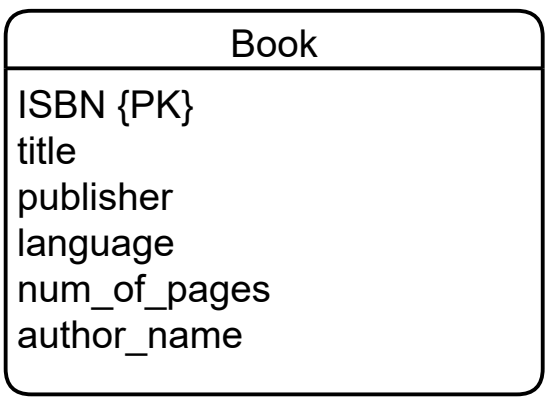 Book
ISBN {PK}
title
publisher
language
num_of_pages
author_name